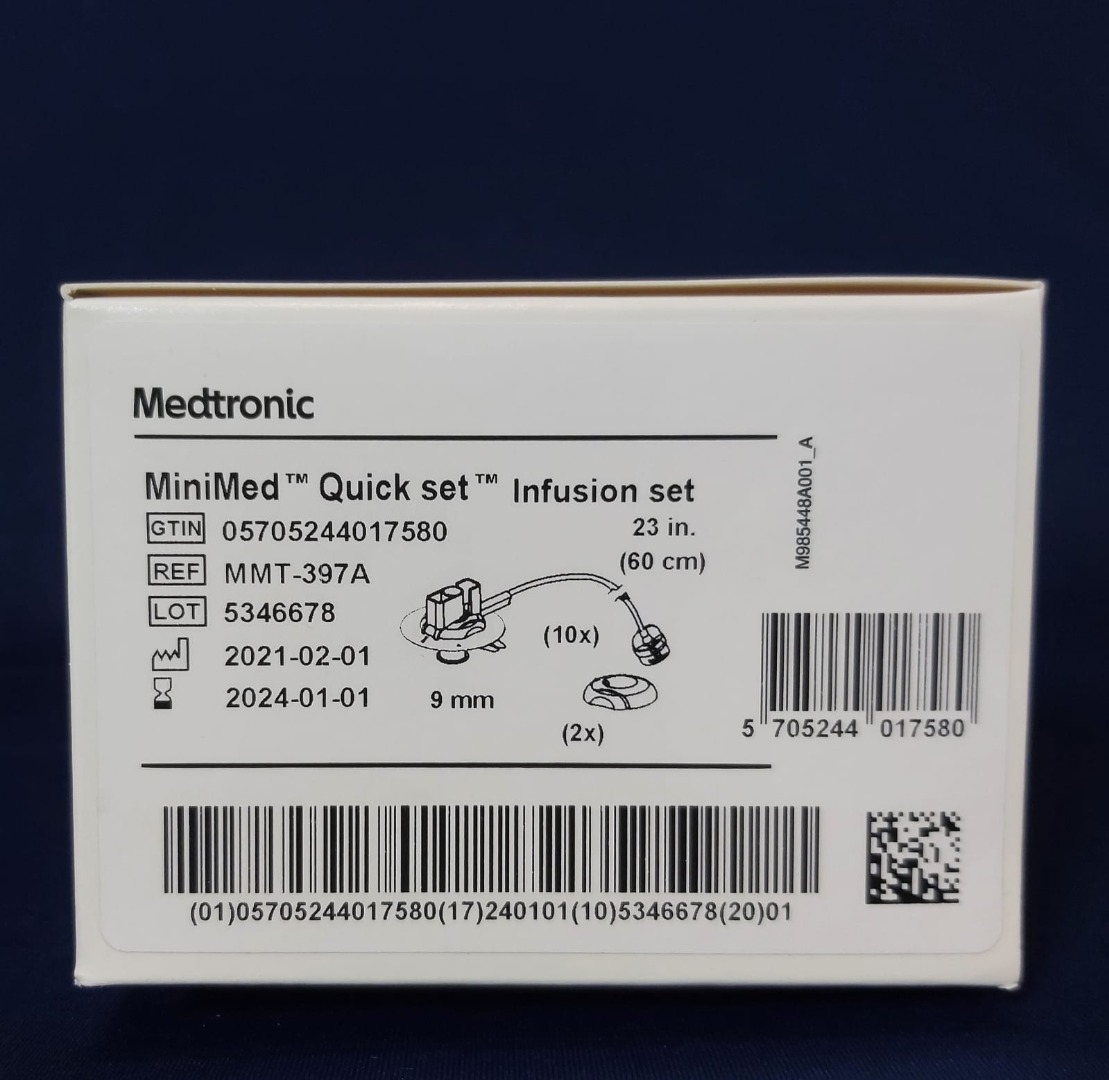 Medtronic
M985448A001_A
MiniMed™ Quick set™ Infusion set
23 in.
(60 cm)
GTIN 05705244017580
REF MMT-397A
LOT 5346678
2021-02-01
2024-01-01
9 mm
(10x)
(2x)
5 705244 017580
(01)05705244017580(17)240101(10)5346678(20)01